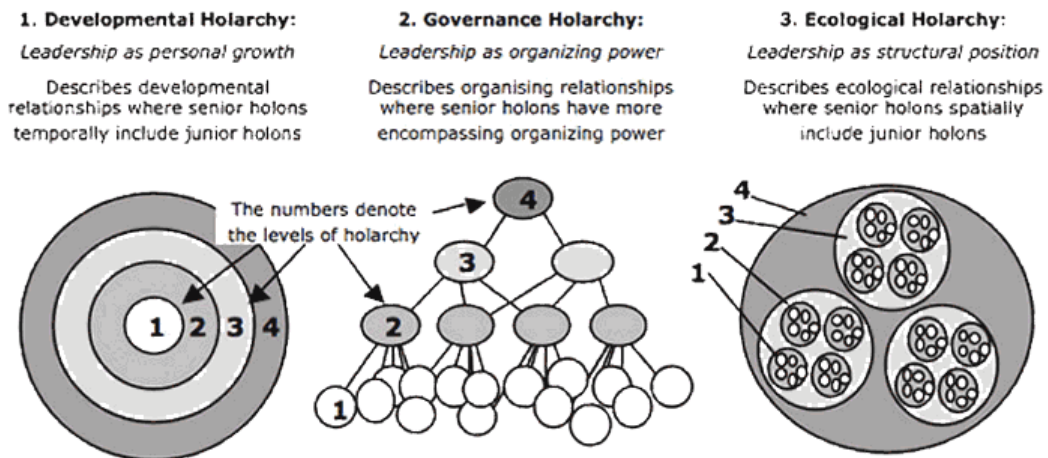 1. Developmental Holarchy:
Leadership as personal growth
Describes developmental
relationships where senior holons
temporally include junior holons
2. Governance Holarchy:
Leadership as organizing power
Describes organising relationships
where senior holons have more
encompassing organizing power
3. Ecological Holarchy:
Leadership as structural position
Describes ecological relationships
where senior holons spatially
include junior holons
The numbers denote
the levels of holarchy
1 2 3 4
4
3
2
1
4
3
2
1